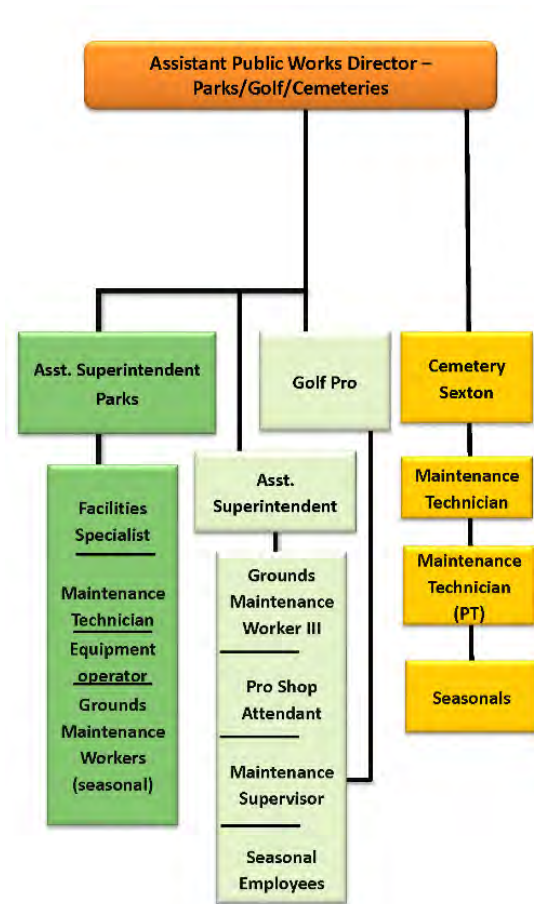 Assistant Public Works Director –
Parks/Golf/Cemeteries
Asst. Superintendent
Parks
Golf Pro
Cemetery
Sexton
Facilities
Specialist
Maintenance
Technician
Equipment
operator
Grounds
Maintenance
Workers
(seasonal)
Asst.
Superintendent
Grounds
Maintenance
Worker III
Pro Shop
Attendant
Maintenance
Supervisor
Seasonal
Employees
Maintenance
Technician
Maintenance
Technician
(PT)
Seasonals